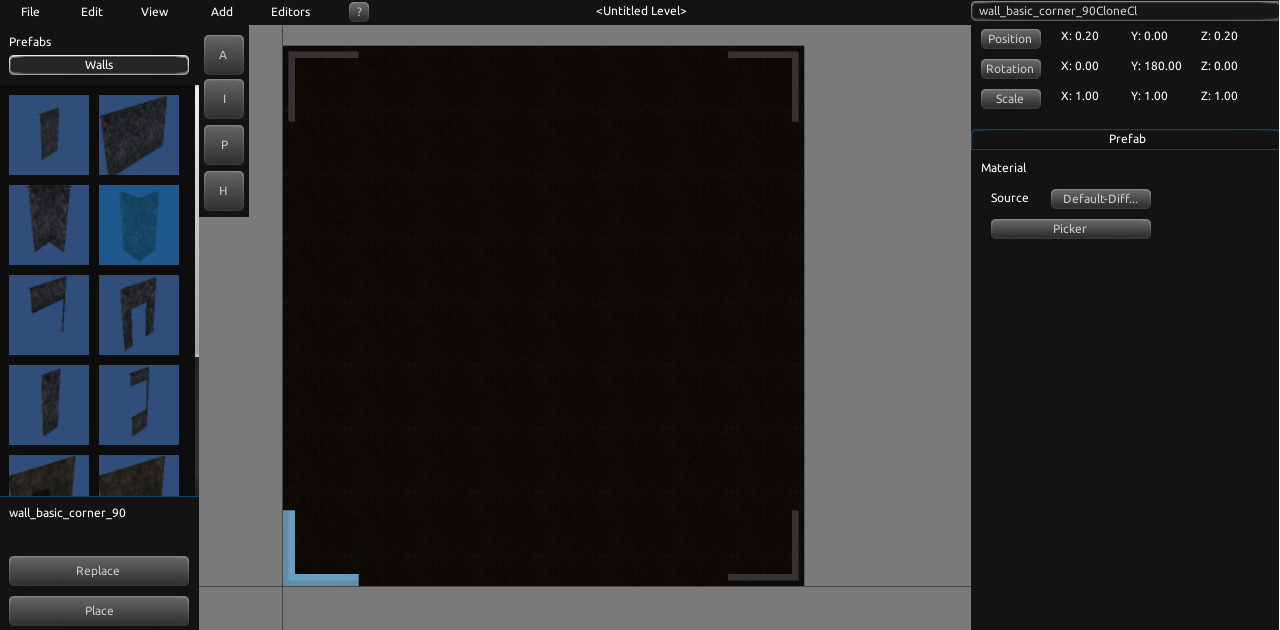 File Edit View Add Editors ? <Untitled Level>
wall_basic_corner_90CloneCl
Prefabs
Walls
A
I
P
H
wall_basic_corner_90
Replace
Place
Position X: 0.20 Y: 0.00 Z: 0.20
Rotation X: 0.00 Y: 180.00 Z: 0.00
Scale X: 1.00 Y: 1.00 Z: 1.00
Prefab
Material
Source Default-Diff...
Picker